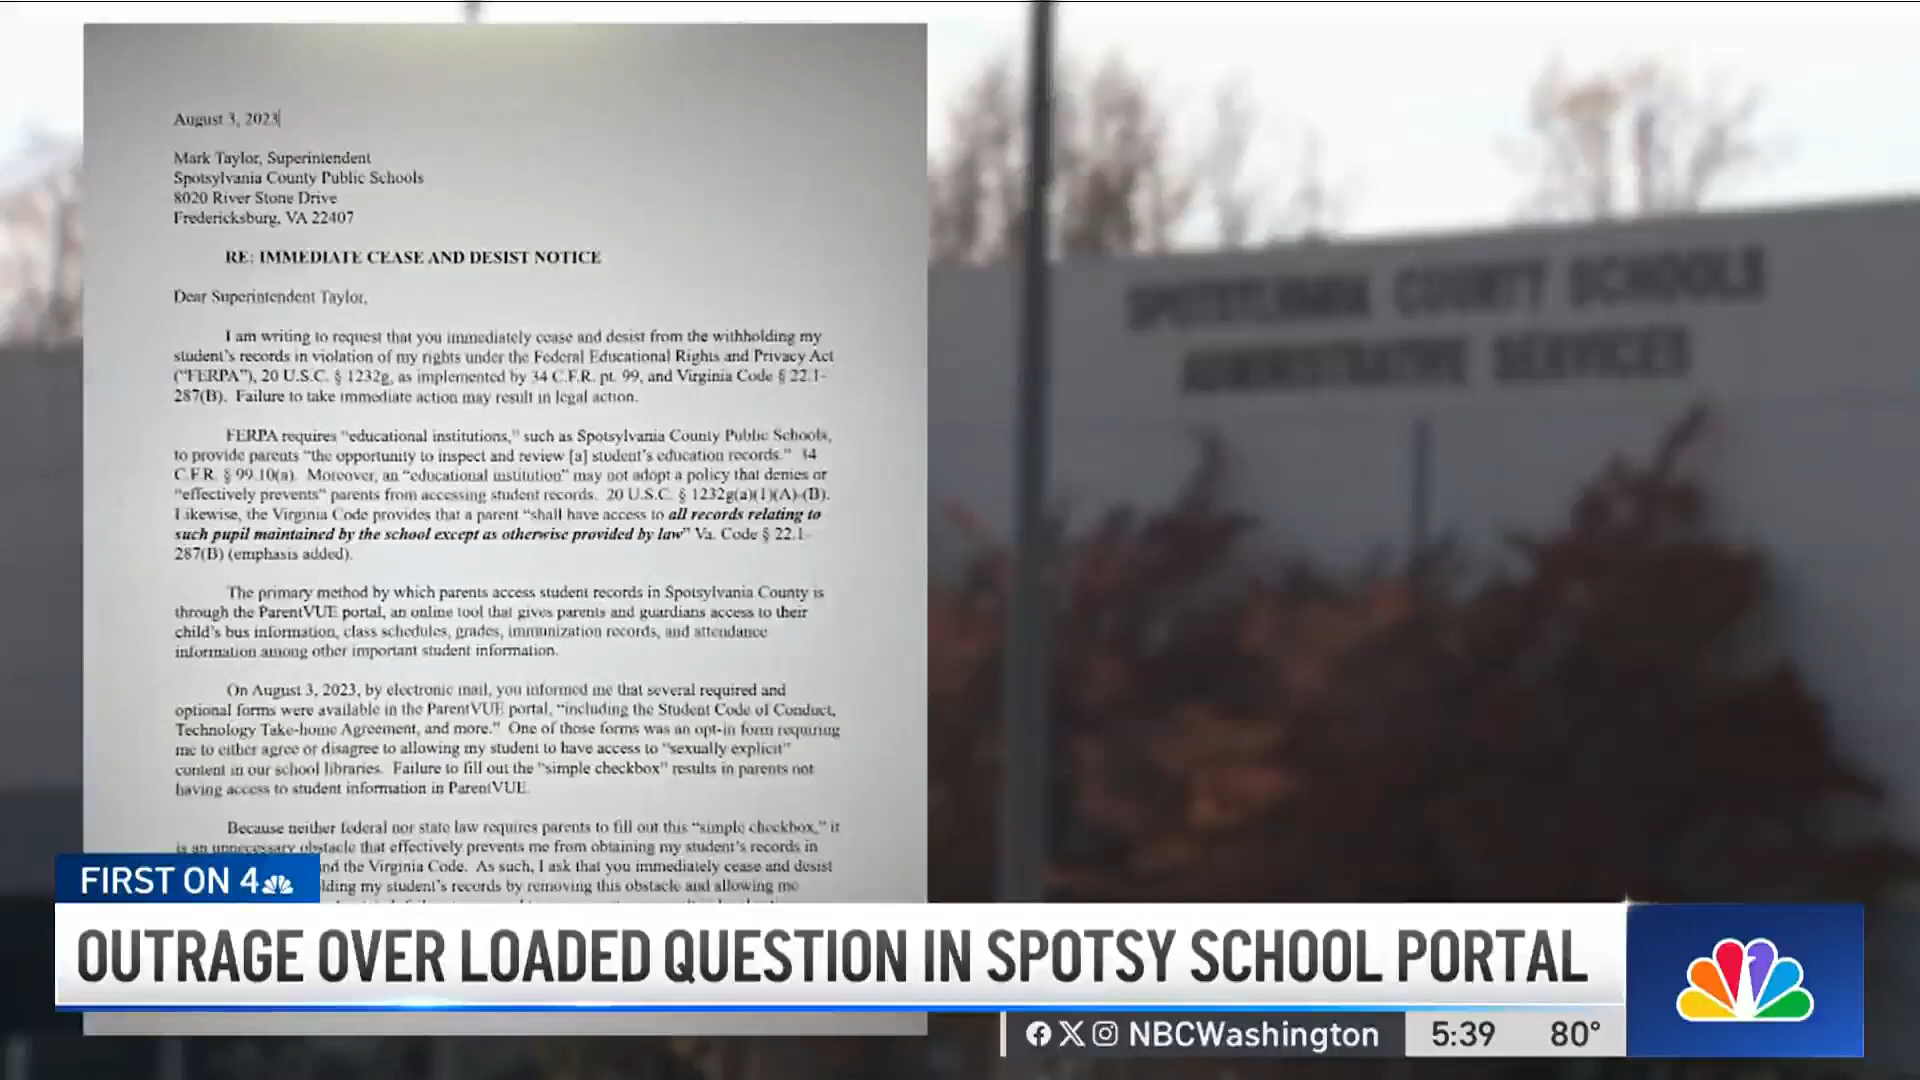 August 3, 2023
Mark Taylor, Superintendent
Spotsylvania County Public Schools
8020 River Stone Drive
Fredericksburg, VA 22407
RE: IMMEDIATE CEASE AND DESIST NOTICE
Dear Superintendent Taylor,
I am writing to request that you immediately cease and desist from the withholding my
student's records in violation of my rights under the Federal Educational Rights and Privacy Act
("FERPA"), 20 U.S.C. § 1232g, as implemented by 34 C.F.R. pt. 99, and Virginia Code § 22.1-
287(B). Failure to take immediate action may result in legal action.
FERPA requires "educational institutions," such as Spotsylvania County Public Schools,
to provide parents "the opportunity to inspect and review [a] student's education records." 34
C.F.R. § 99.10(a). Moreover, an "educational institution" may not adopt a policy that denies or
"effectively prevents" parents from accessing student records. 20 U.S.C. § 1232g(a)(1)(A)-(B).
Likewise, the Virginia Code provides that a parent "shall have access to all records relating to
such pupil maintained by the school except as otherwise provided by law" Va. Code § 22.1-
287(B) (emphasis added).
The primary method by which parents access student records in Spotsylvania County is
through the ParentVUE portal, an online tool that gives parents and guardians access to their
child's bus information, class schedules, grades, immunization records, and attendance
information among other important student information.
On August 3, 2023, by electronic mail, you informed me that several required and
optional forms were available in the ParentVUE portal, "including the Student Code of Conduct,
Technology Take-home Agreement, and more." One of those forms was an opt-in form requiring
me to either agree or disagree to allowing my student to have access to "sexually explicit"
content in our school libraries. Failure to fill out the "simple checkbox" results in parents not
having access to student information in ParentVUE.
Because neither federal nor state law requires parents to fill out this "simple checkbox," it
is an unnecessary obstacle that effectively prevents me from obtaining my student's records in
nd the Virginia Code. As such, I ask that you immediately cease and desist
lding my student's records by removing this obstacle and allowing me
SPOTSYLVANIA COUNTY SCHOOLS
ADMINISTRATIVE SERVICES
FIRST ON 4
OUTRAGE OVER LOADED QUESTION IN SPOTSY SCHOOL PORTAL
NBCWashington
5:39 80°